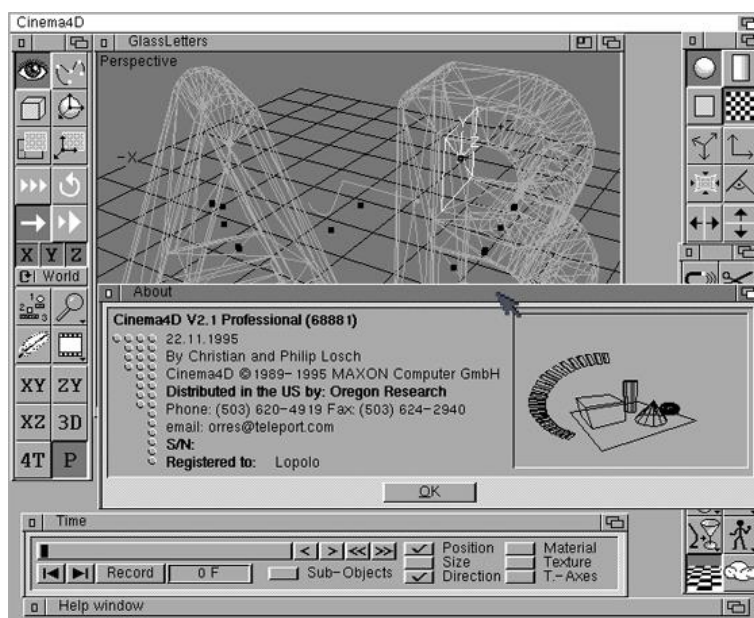 Cinema4D
GlassLetters
Perspective
-X
X Y Z
World
XY ZY
XZ 3D
4T P
About
Cinema4D V2.1 Professional (68881)
22.11.1995
By Christian and Philip Losch
Cinema4D ©1989-1995 MAXON Computer GmbH
Distributed in the US by: Oregon Research
Phone: (503) 620-4919 Fax: (503) 624-2940
email: orres@teleport.com
S/N:
Registered to: Lopolo
OK
Time
< > << >>
Position
Material
Size
Texture
Record
0 F
Sub-Objects
Direction
T.-Axes
Help window